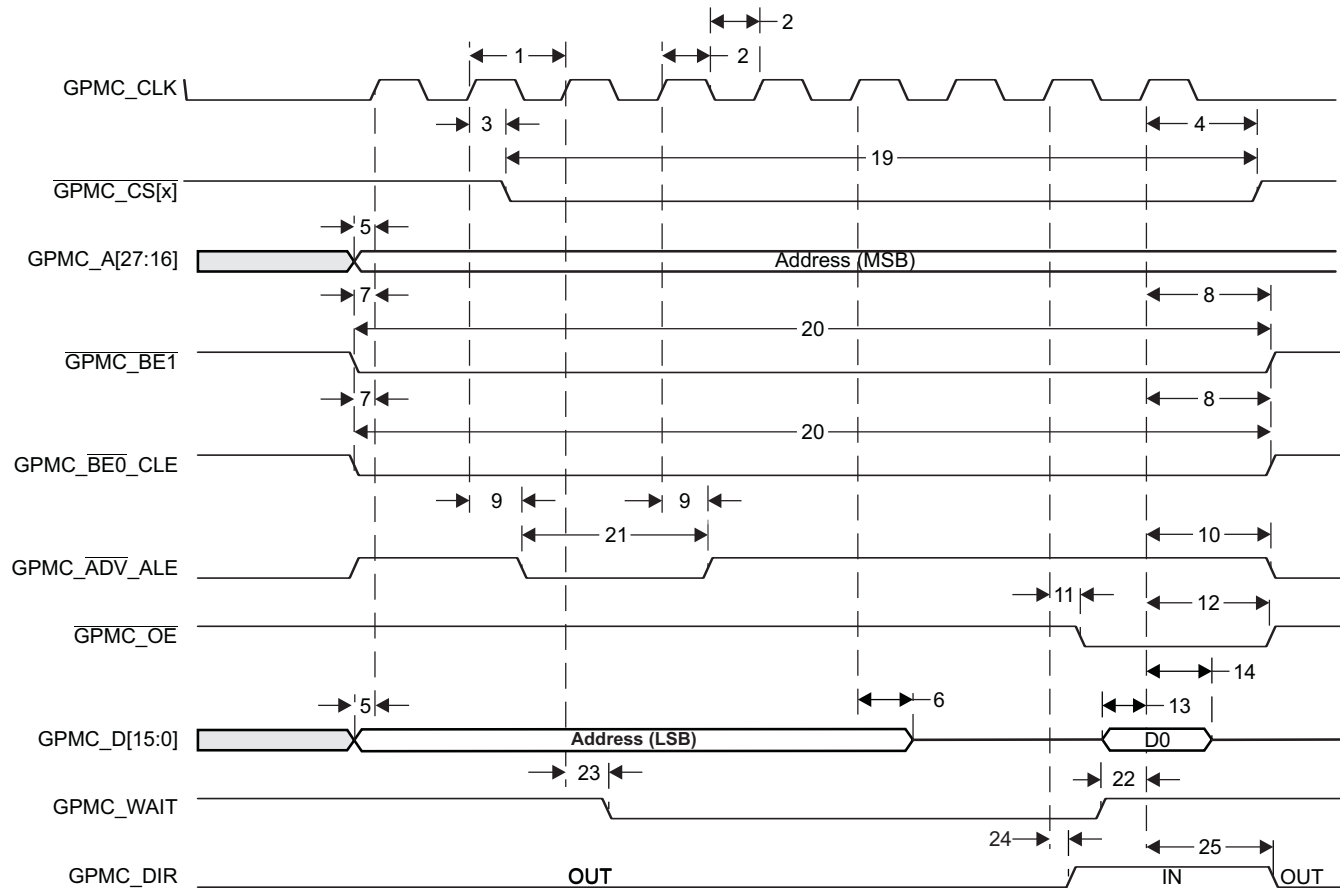 2
1
2
GPMC_CLK
3
4
19
GPMC_CS[x]
5
GPMC_A[27:16]
Address (MSB)
7
8
20
GPMC_BE1
7
8
20
GPMC_BE0_CLE
9
9
21
10
GPMC_ADV_ALE
11
12
GPMC_OE
14
5
6
13
GPMC_D[15:0]
Address (LSB)
D0
23
22
GPMC_WAIT
24
25
GPMC_DIR
OUT
IN
OUT